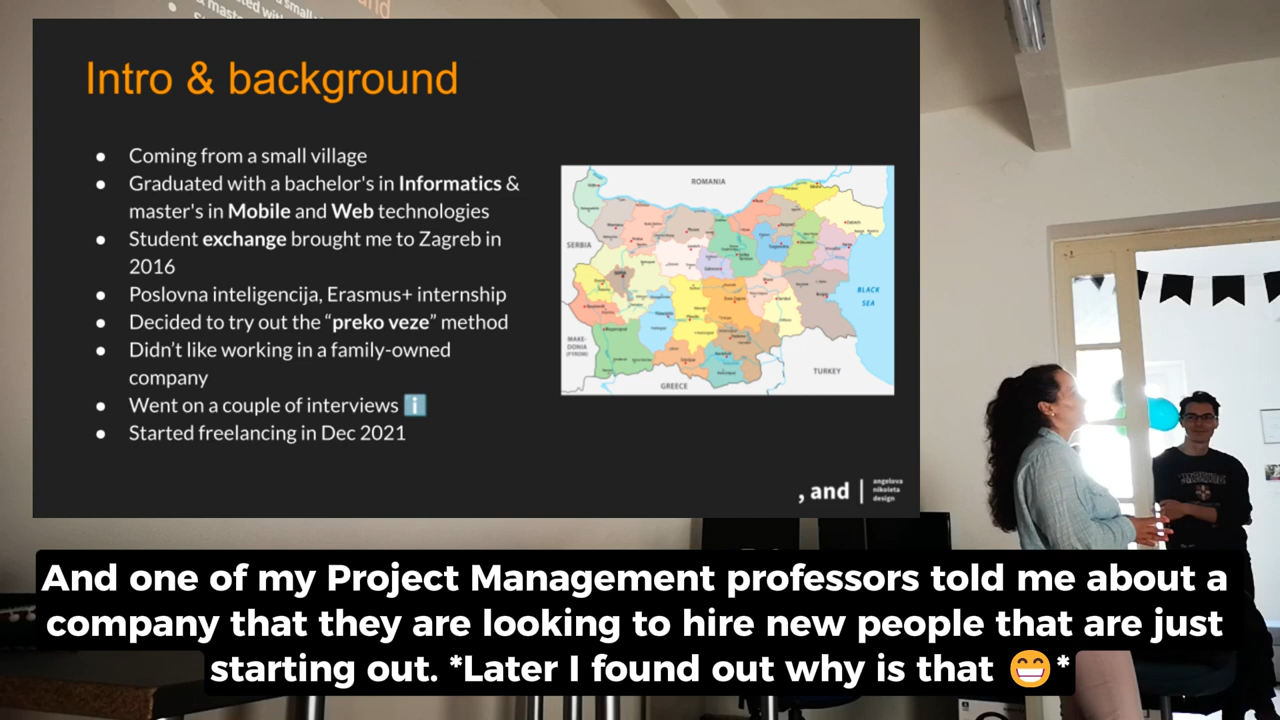 Intro & background
● Coming from a small village
● Graduated with a bachelor's in Informatics &
master's in Mobile and Web technologies
● Student exchange brought me to Zagreb in
2016
● Poslovna inteligencija, Erasmus+ internship
● Decided to try out the “preko veze” method
● Didn’t like working in a family-owned
company
● Went on a couple of interviews ℹ️
● Started freelancing in Dec 2021
ROMANIA
SERBIA
BLACK
SEA
MAKE-
DONIA
(FYROM)
TURKEY
GREECE
, and |
angelova
nikoleta
design
And one of my Project Management professors told me about a
company that they are looking to hire new people that are just
starting out. *Later I found out why is that 😁*